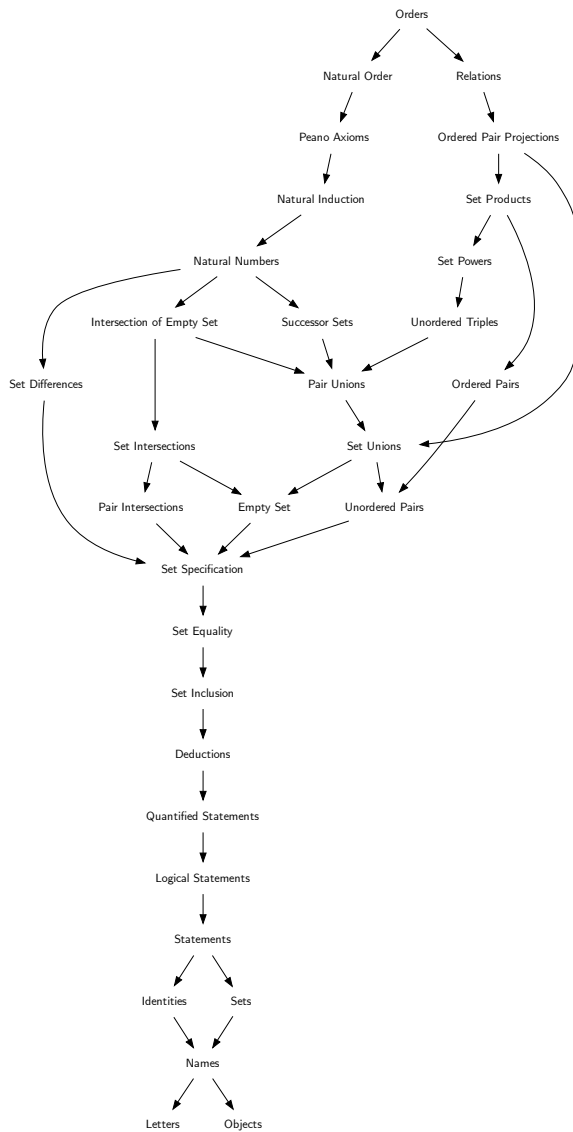 Orders
Natural Order
Relations
Peano Axioms
Ordered Pair Projections
Natural Induction
Set Products
Natural Numbers
Set Powers
Intersection of Empty Set
Successor Sets
Unordered Triples
Set Differences
Pair Unions
Ordered Pairs
Set Intersections
Set Unions
Pair Intersections
Empty Set
Unordered Pairs
Set Specification
Set Equality
Set Inclusion
Deductions
Quantified Statements
Logical Statements
Statements
Identities
Sets
Names
Letters
Objects